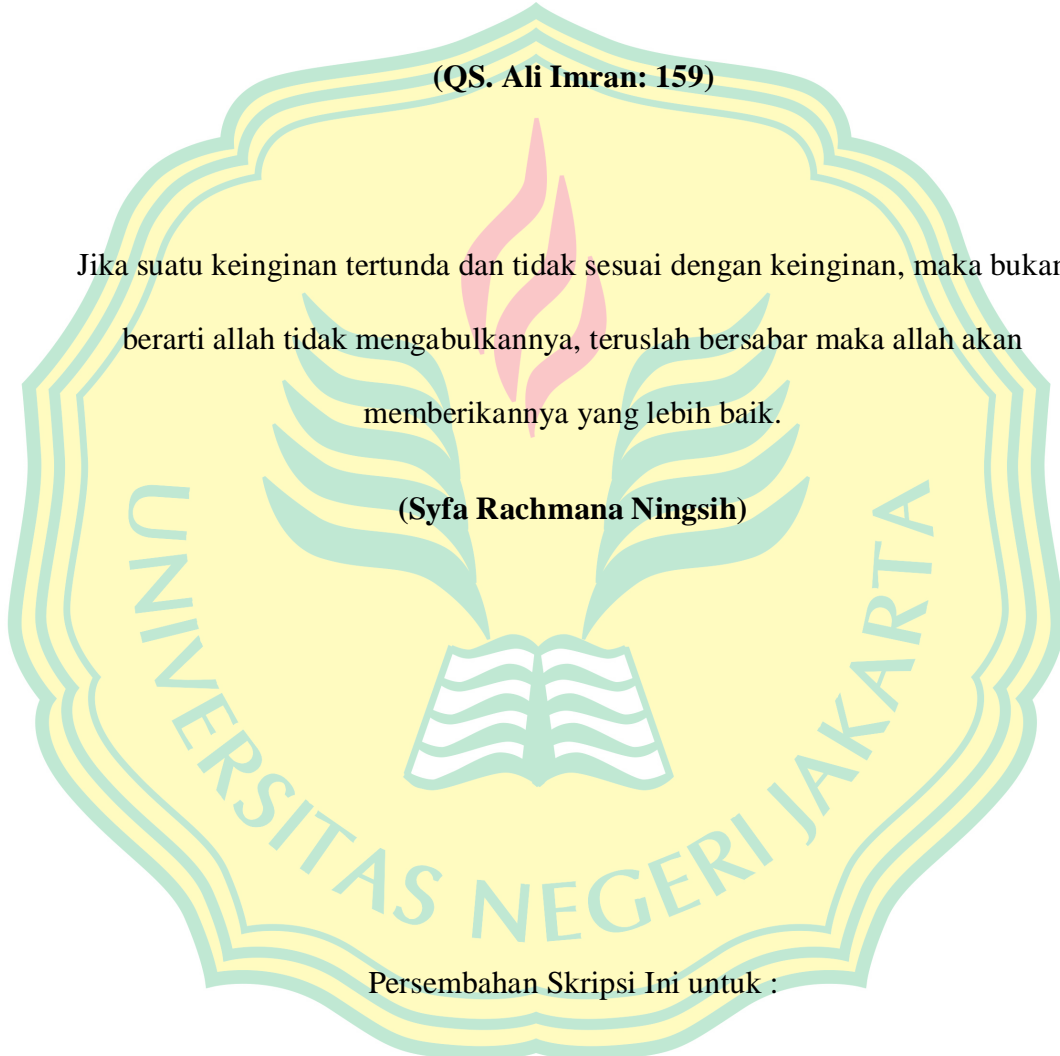 (QS. Ali Imran: 159)
Jika suatu keinginan tertunda dan tidak sesuai dengan keinginan, maka bukan
berarti allah tidak mengabulkannya, teruslah bersabar maka allah akan
memberikannya yang lebih baik.
(Syfa Rachmana Ningsih)
UNIVERSITAS NEGERI JAKARTA
Persembahan Skripsi Ini untuk :